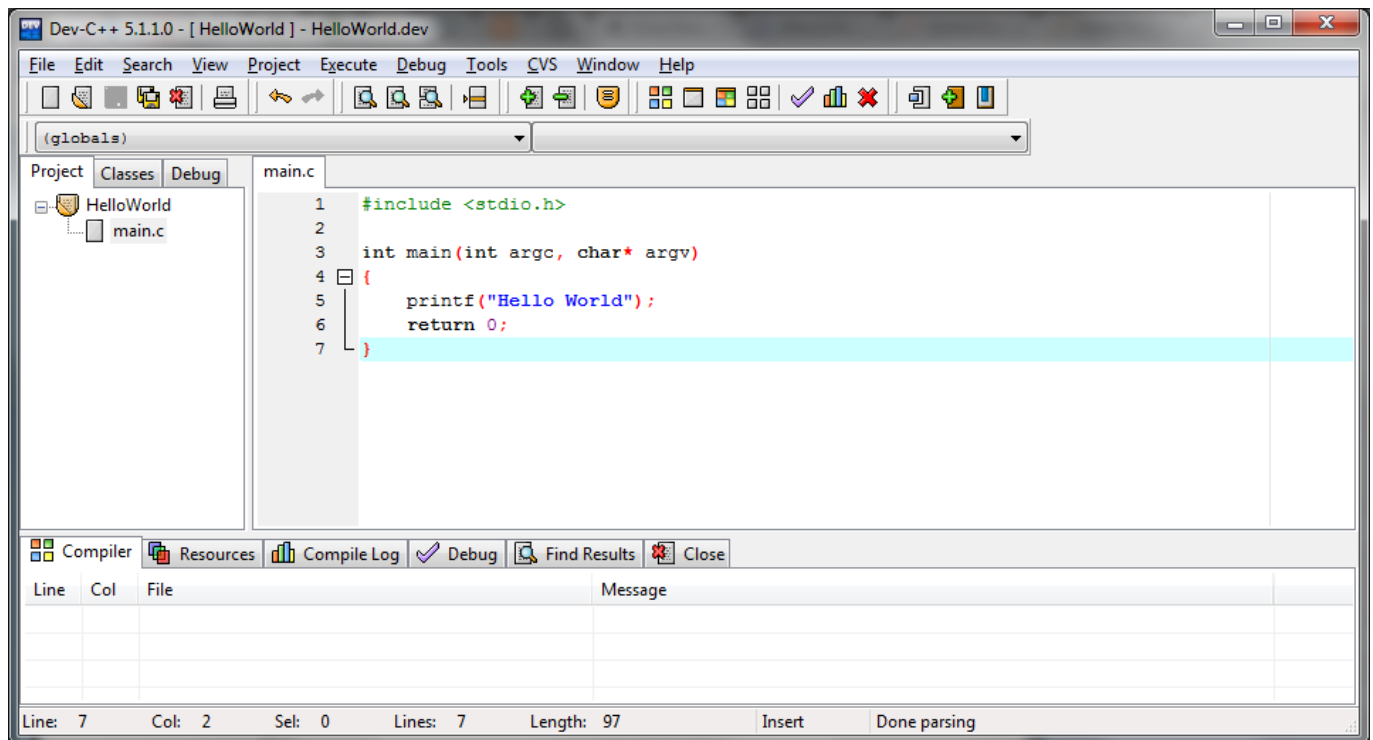 Dev-C++ 5.1.1.0 - [ HelloWorld ] - HelloWorld.dev
File Edit Search View Project Execute Debug Tools CVS Window Help
(globals)
Project Classes Debug
HelloWorld
main.c
main.c
1 #include <stdio.h>
2
3 int main(int argc, char* argv)
4 {
5 printf("Hello World");
6 return 0;
7 }
Compiler Resources Compile Log Debug Find Results Close
Line Col File Message
Line: 7 Col: 2 Sel: 0 Lines: 7 Length: 97 Insert Done parsing